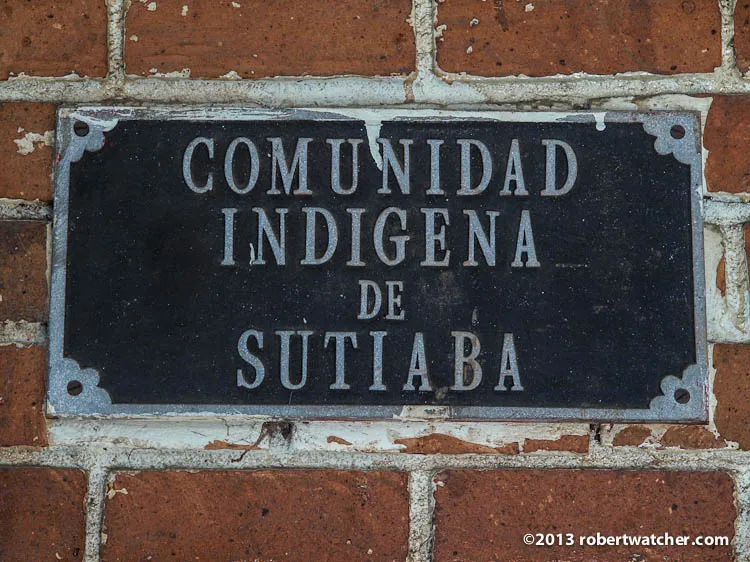 COMUNIDAD
INDIGENA
DE
SUTIABA
©2013 robertwatcher.com